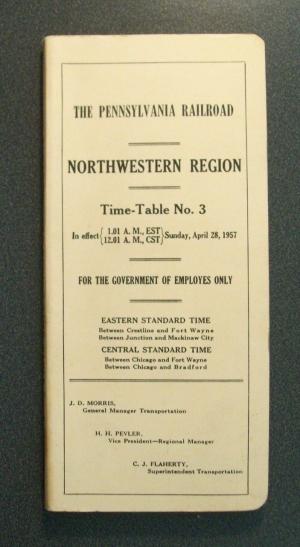 THE PENNSYLVANIA RAILROAD
NORTHWESTERN REGION
Time-Table No. 3
In effect { 1.01 A. M., EST
12.01 A. M., CST } Sunday, April 28, 1957
FOR THE GOVERNMENT OF EMPLOYES ONLY
EASTERN STANDARD TIME
Between Crestline and Fort Wayne
Between Junction and Mackinaw City
CENTRAL STANDARD TIME
Between Chicago and Fort Wayne
Between Chicago and Bradford
J. D. MORRIS,
General Manager Transportation
H. H. PEVLER,
Vice President—Regional Manager
C. J. FLAHERTY,
Superintendent Transportation